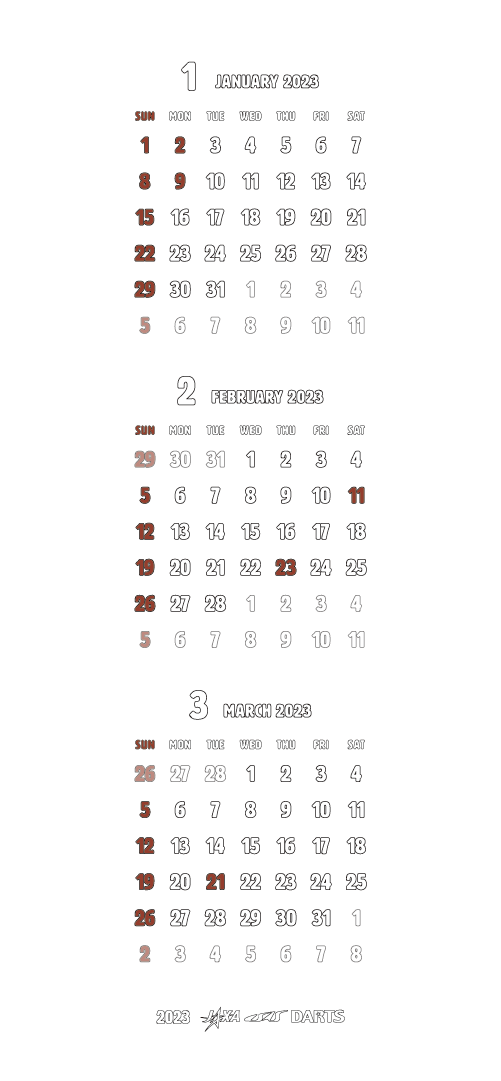 1 JANUARY 2023
SUN MON TUE WED THU FRI SAT
1 2 3 4 5 6 7
8 9 10 11 12 13 14
15 16 17 18 19 20 21
22 23 24 25 26 27 28
29 30 31 1 2 3 4
5 6 7 8 9 10 11
2 FEBRUARY 2023
SUN MON TUE WED THU FRI SAT
29 30 31 1 2 3 4
5 6 7 8 9 10 11
12 13 14 15 16 17 18
19 20 21 22 23 24 25
26 27 28 1 2 3 4
5 6 7 8 9 10 11
3 MARCH 2023
SUN MON TUE WED THU FRI SAT
26 27 28 1 2 3 4
5 6 7 8 9 10 11
12 13 14 15 16 17 18
19 20 21 22 23 24 25
26 27 28 29 30 31 1
2 3 4 5 6 7 8
2023 JAXA DARTS